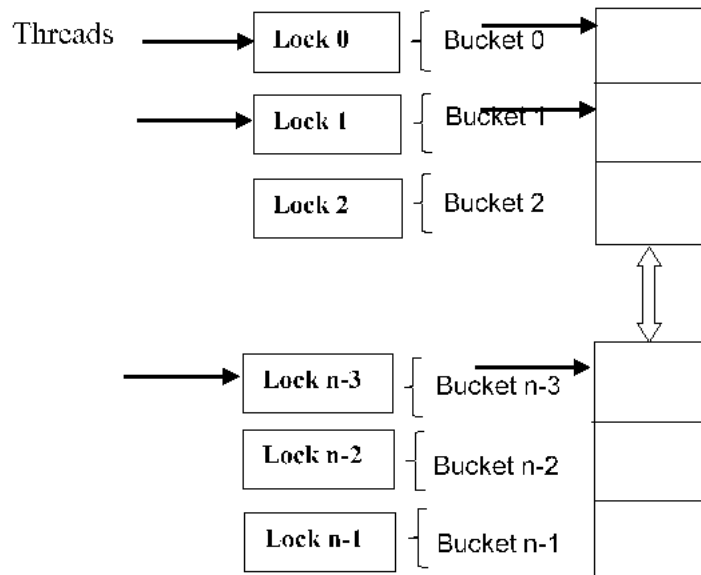 Threads
Lock 0 Bucket 0
Lock 1 Bucket 1
Lock 2 Bucket 2
Lock n-3 Bucket n-3
Lock n-2 Bucket n-2
Lock n-1 Bucket n-1